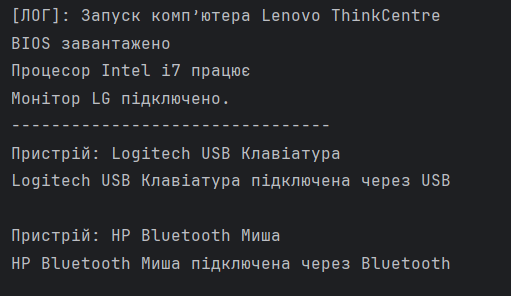 [ЛОГ]: Запуск комп’ютера Lenovo ThinkCentre
BIOS завантажено
Процесор Intel i7 працює
Монітор LG підключено.
--------------------------------
Пристрій: Logitech USB Клавіатура
Logitech USB Клавіатура підключена через USB
Пристрій: HP Bluetooth Миша
HP Bluetooth Миша підключена через Bluetooth